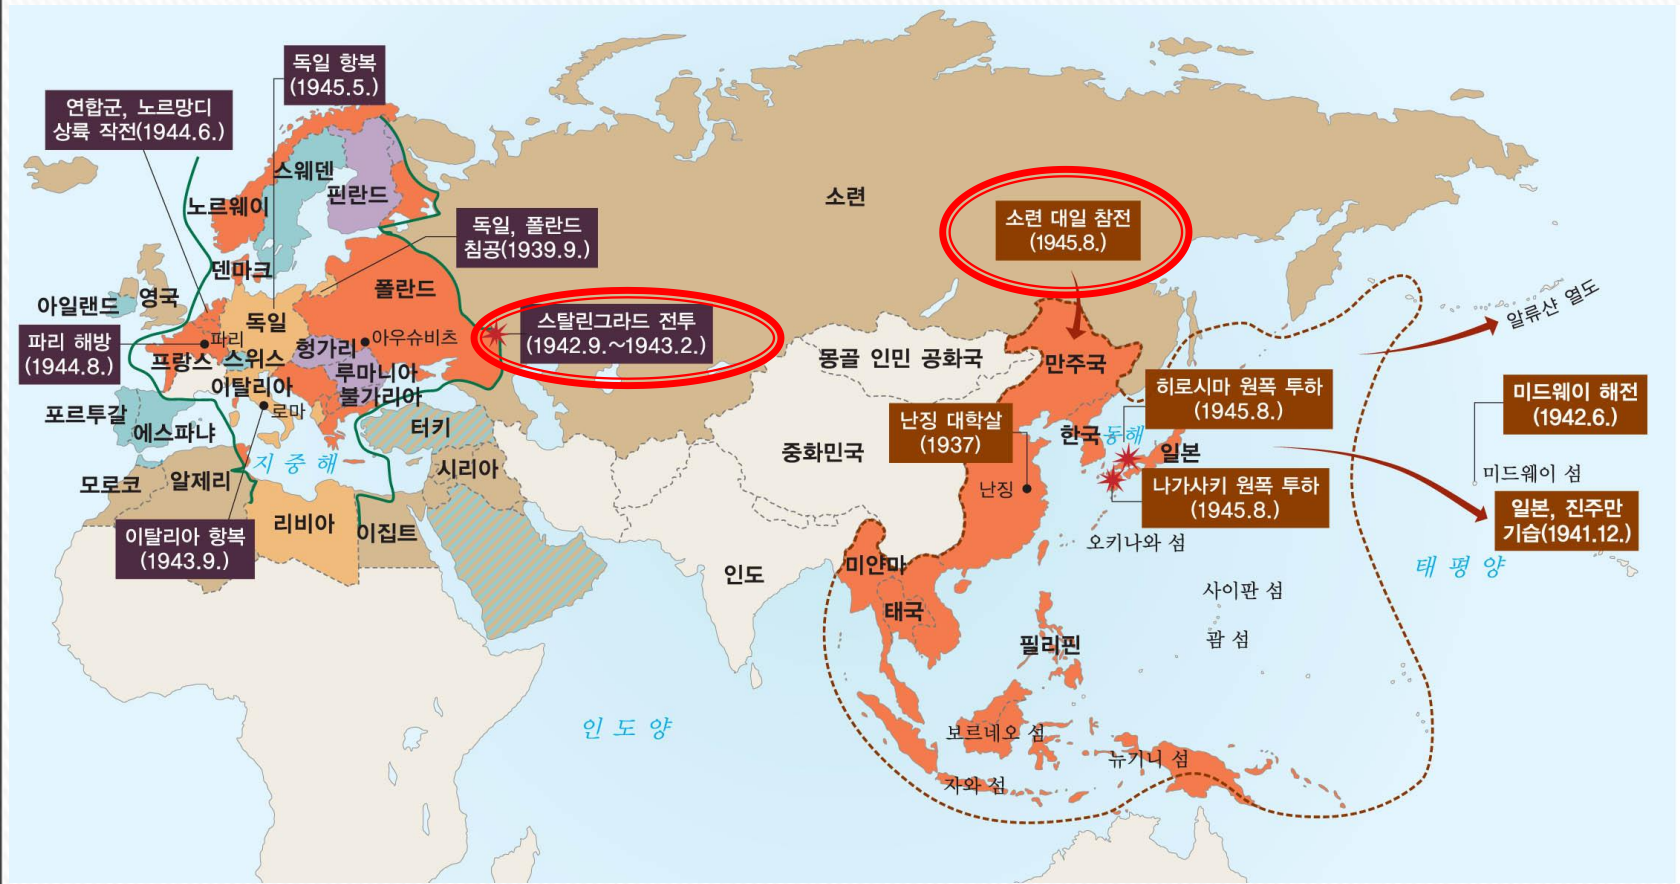 독일 항복
(1945.5.)
연합군, 노르망디
상륙 작전(1944.6.)
스웨덴
핀란드
노르웨이
소련
소련 대일 참전
(1945.8.)
독일, 폴란드
침공(1939.9.)
덴마크
폴란드
아일랜드
영국
독일
알류샨 열도
스탈린그라드 전투
(1942.9.~1943.2.)
파리 해방
(1944.8.)
파리
아우슈비츠
프랑스
스위스
헝가리
루마니아
불가리아
이탈리아
로마
몽골 인민 공화국
만주국
히로시마 원폭 투하
(1945.8.)
미드웨이 해전
(1942.6.)
포르투갈
에스파냐
터키
난징 대학살
(1937)
한국
동해
일본
지중해
시리아
중화민국
모로코
알제리
난징
나가사키 원폭 투하
(1945.8.)
미드웨이 섬
리비아
이집트
일본, 진주만
기습(1941.12.)
이탈리아 항복
(1943.9.)
오키나와 섬
인도
미얀마
태평양
태국
사이판 섬
괌 섬
필리핀
인도양
보르네오 섬
뉴기니 섬
자와 섬